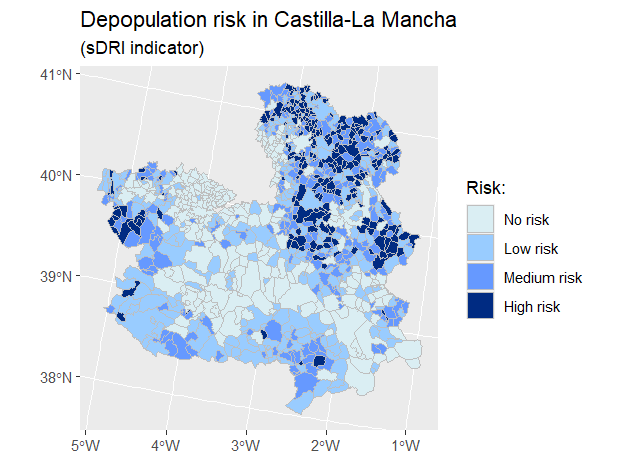 Depopulation risk in Castilla-La Mancha
(sDRI indicator)
41°N
40°N
39°N
38°N
5°W
4°W
3°W
2°W
1°W
Risk:
No risk
Low risk
Medium risk
High risk